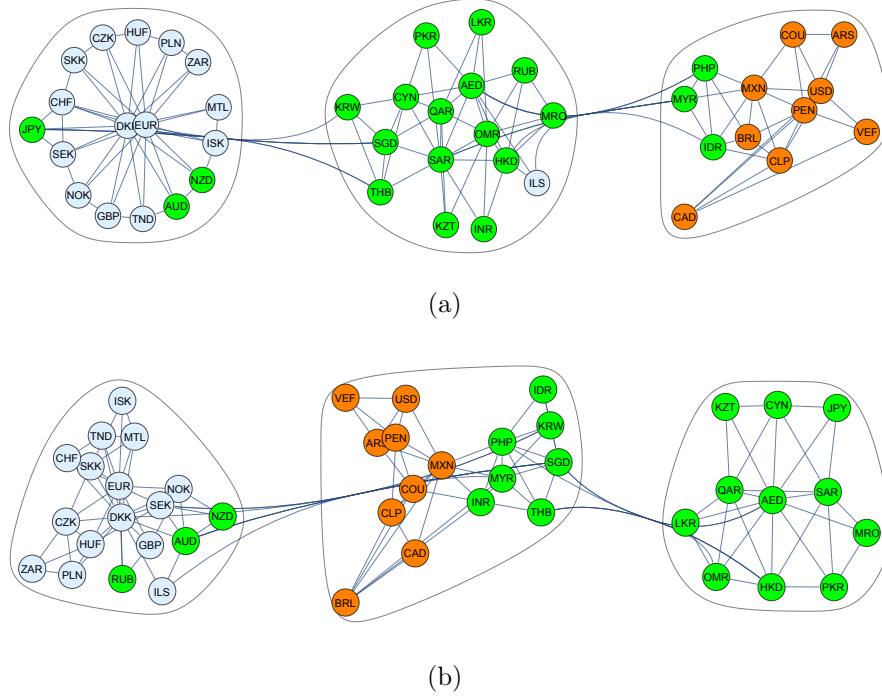 LKR
COU ARS
HUF PKR
CZK PLN
SKK ZAR PHP
RUB
AED
CYN MXN USD
CHF MTL KRW QAR MRO MYR PEN
JPY DK EUR OMR BRL VEF
ISK SGD IDR
SEK SAR HKD CLP
NZD ILS
NOK THB
AUD
GBP TND KZT INR CAD
(a)
IDR
ISK VEF USD KZT CYN JPY
KRW
TND MTL ARS PEN PHP
CHF SKK MXN SGD
EUR NOK COU MYR QAR AED SAR
SEK INR
CZK DKK NZD CLP THB LKR
HUF GBP AUD MRO
ZAR PLN RUB CAD OMR HKD PKR
ILS BRL
(b)